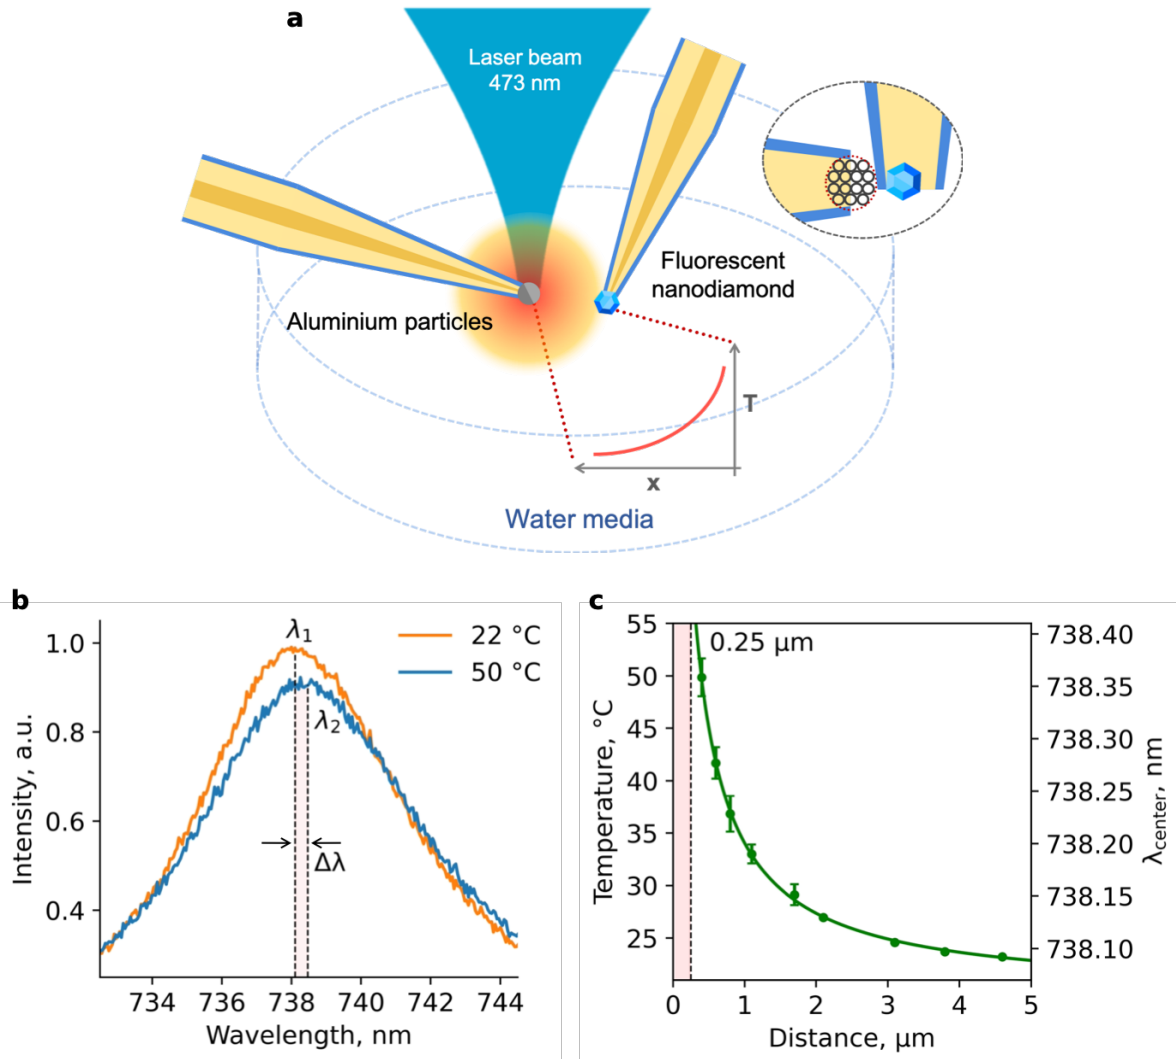 a
Laser beam
473 nm
Fluorescent
nanodiamond
Aluminium particles
T
x
Water media
b
λ1
22 °C
50 °C
λ2
Δλ
1.0
0.8
0.6
0.4
Intensity, a.u.
734 736 738 740 742 744
Wavelength, nm
c
0.25 µm
55
50
45
40
35
30
25
Temperature, °C
738.40
738.35
738.30
738.25
738.20
738.15
738.10
λcenter, nm
0 1 2 3 4 5
Distance, µm